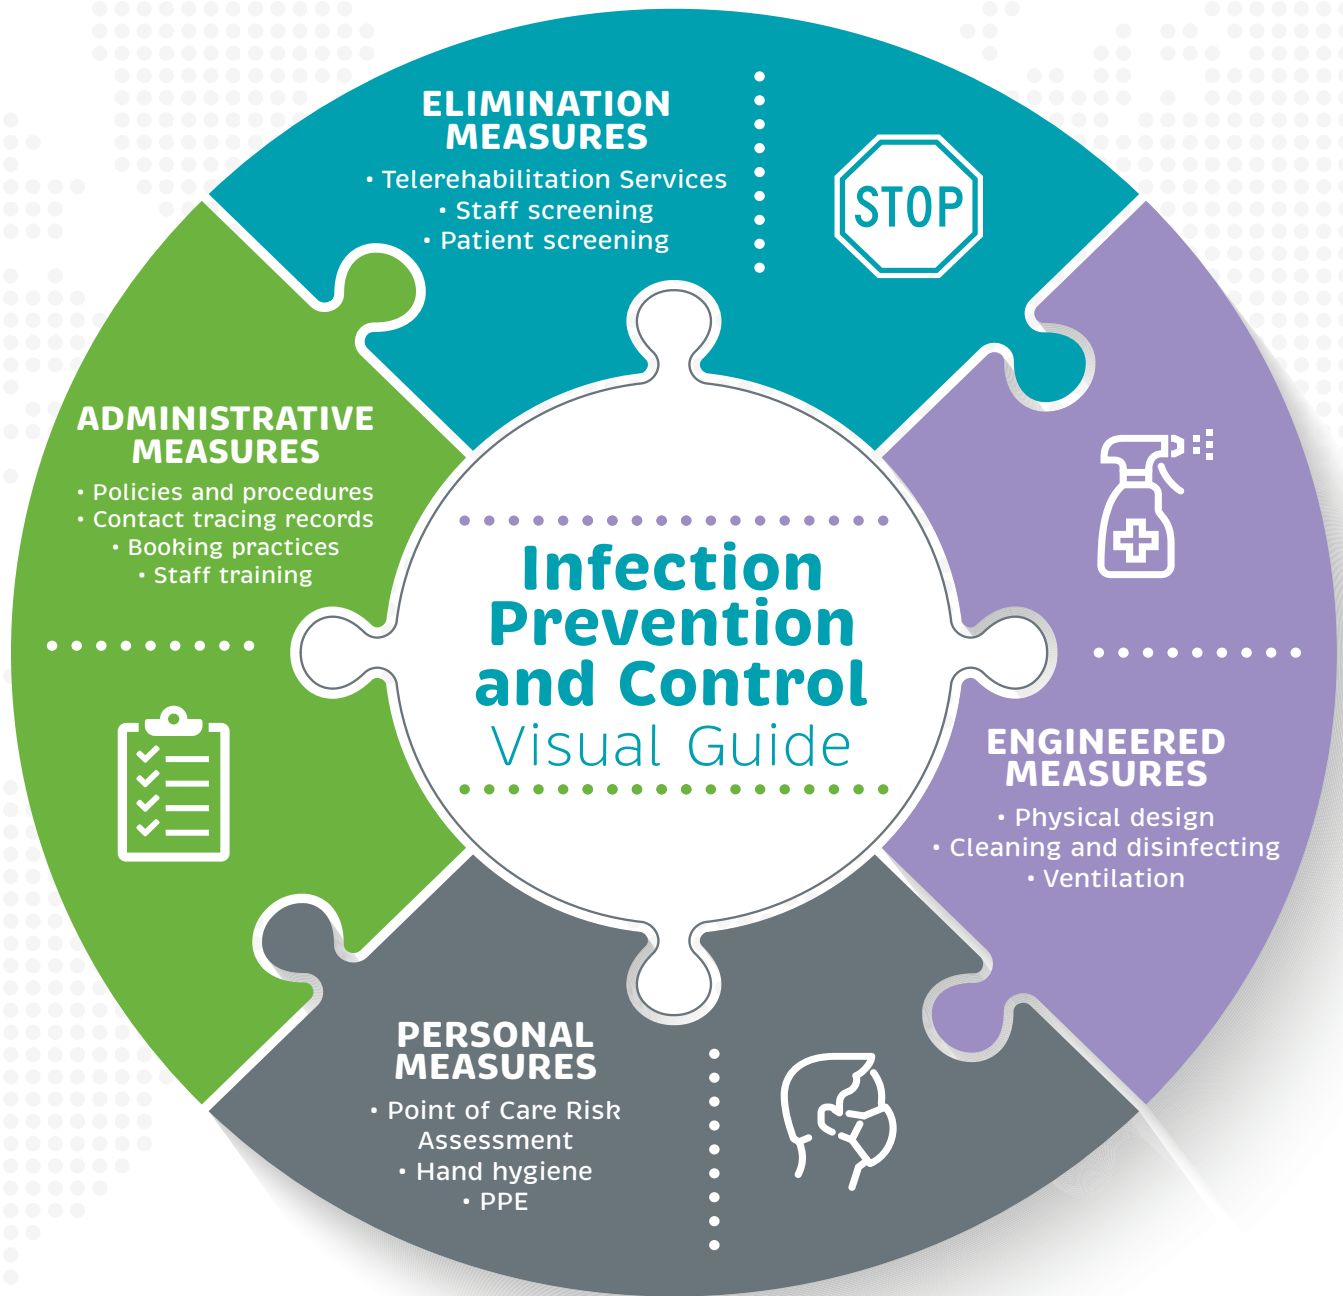 ELIMINATION
MEASURES
• Telerehabilitation Services
• Staff screening
• Patient screening
STOP
ADMINISTRATIVE
MEASURES
• Policies and procedures
• Contact tracing records
• Booking practices
• Staff training
Infection
Prevention
and Control
Visual Guide
ENGINEERED
MEASURES
• Physical design
• Cleaning and disinfecting
• Ventilation
PERSONAL
MEASURES
• Point of Care Risk
Assessment
• Hand hygiene
• PPE